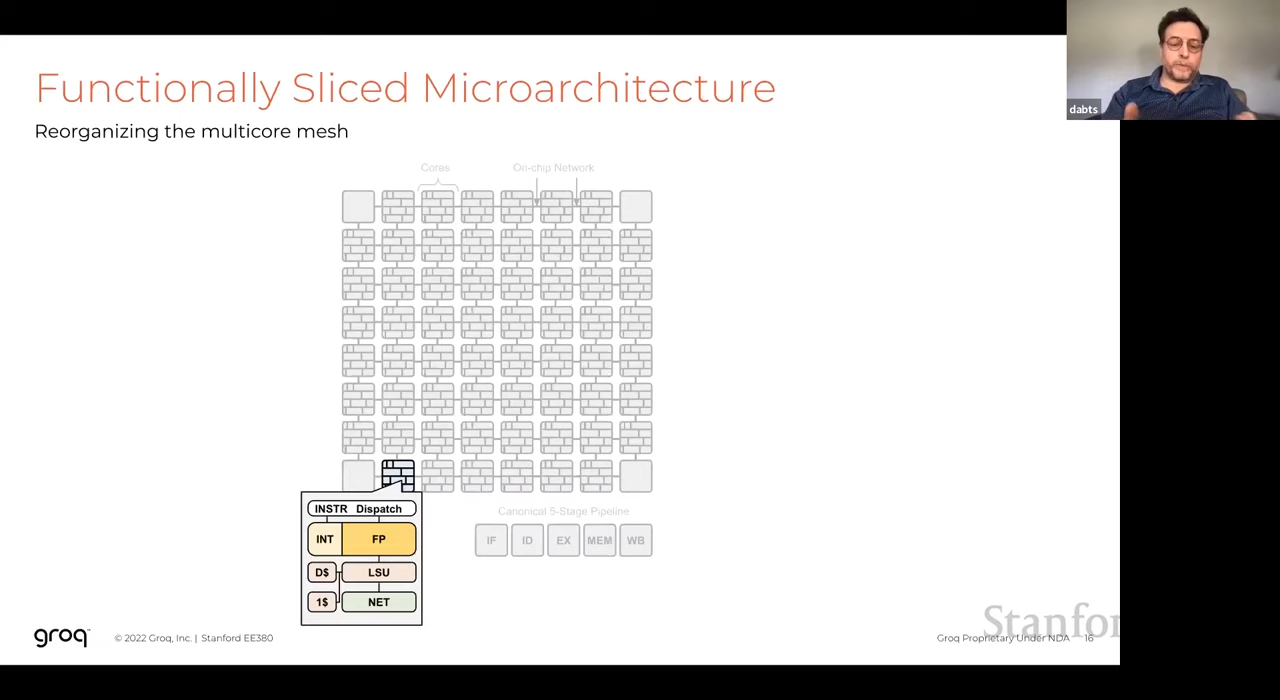 Functionally Sliced Microarchitecture
Reorganizing the multicore mesh
dabts
Cores
On-chip Network
INSTR Dispatch
INT FP
D$ LSU
1$ NET
Canonical 5-Stage Pipeline
IF ID EX MEM WB
groq
© 2022 Groq, Inc. | Stanford EE380
Groq Proprietary Under NDA 16
Stanfor